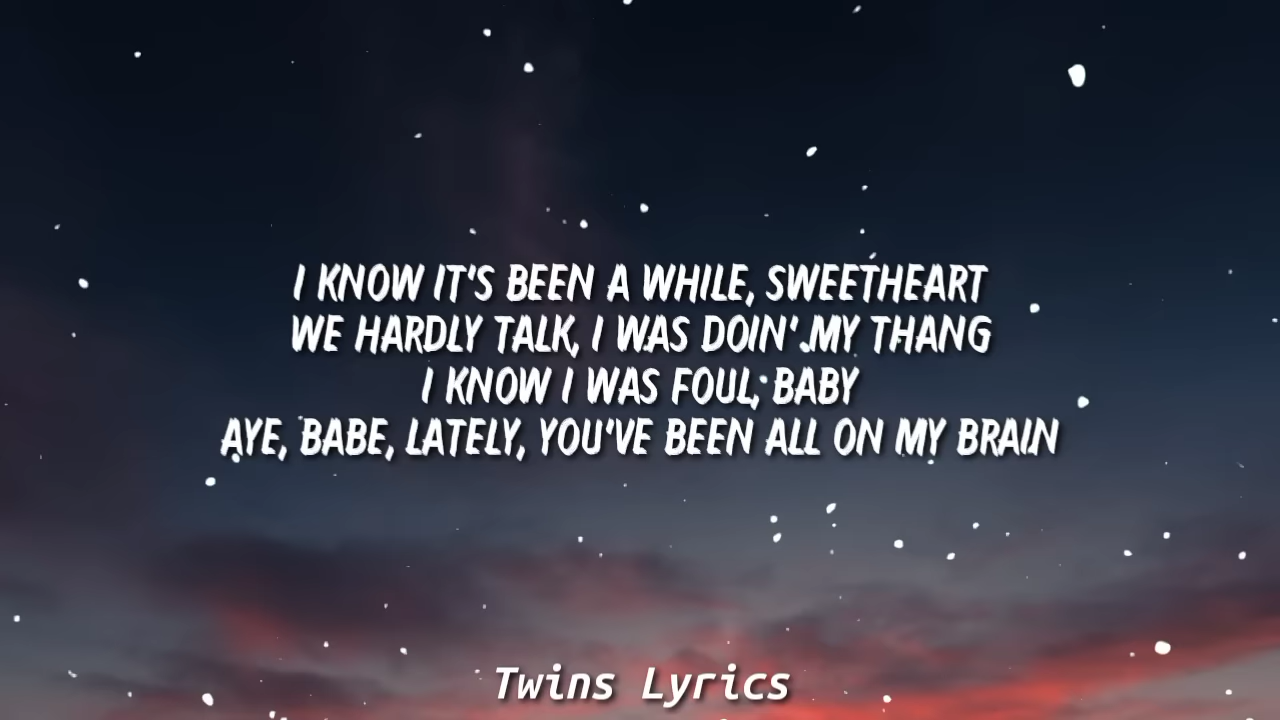 I KNOW IT'S BEEN A WHILE, SWEETHEART
WE HARDLY TALK, I WAS DOIN' MY THANG
I KNOW I WAS FOUL, BABY
AYE, BABE, LATELY, YOU'VE BEEN ALL ON MY BRAIN
Twins Lyrics